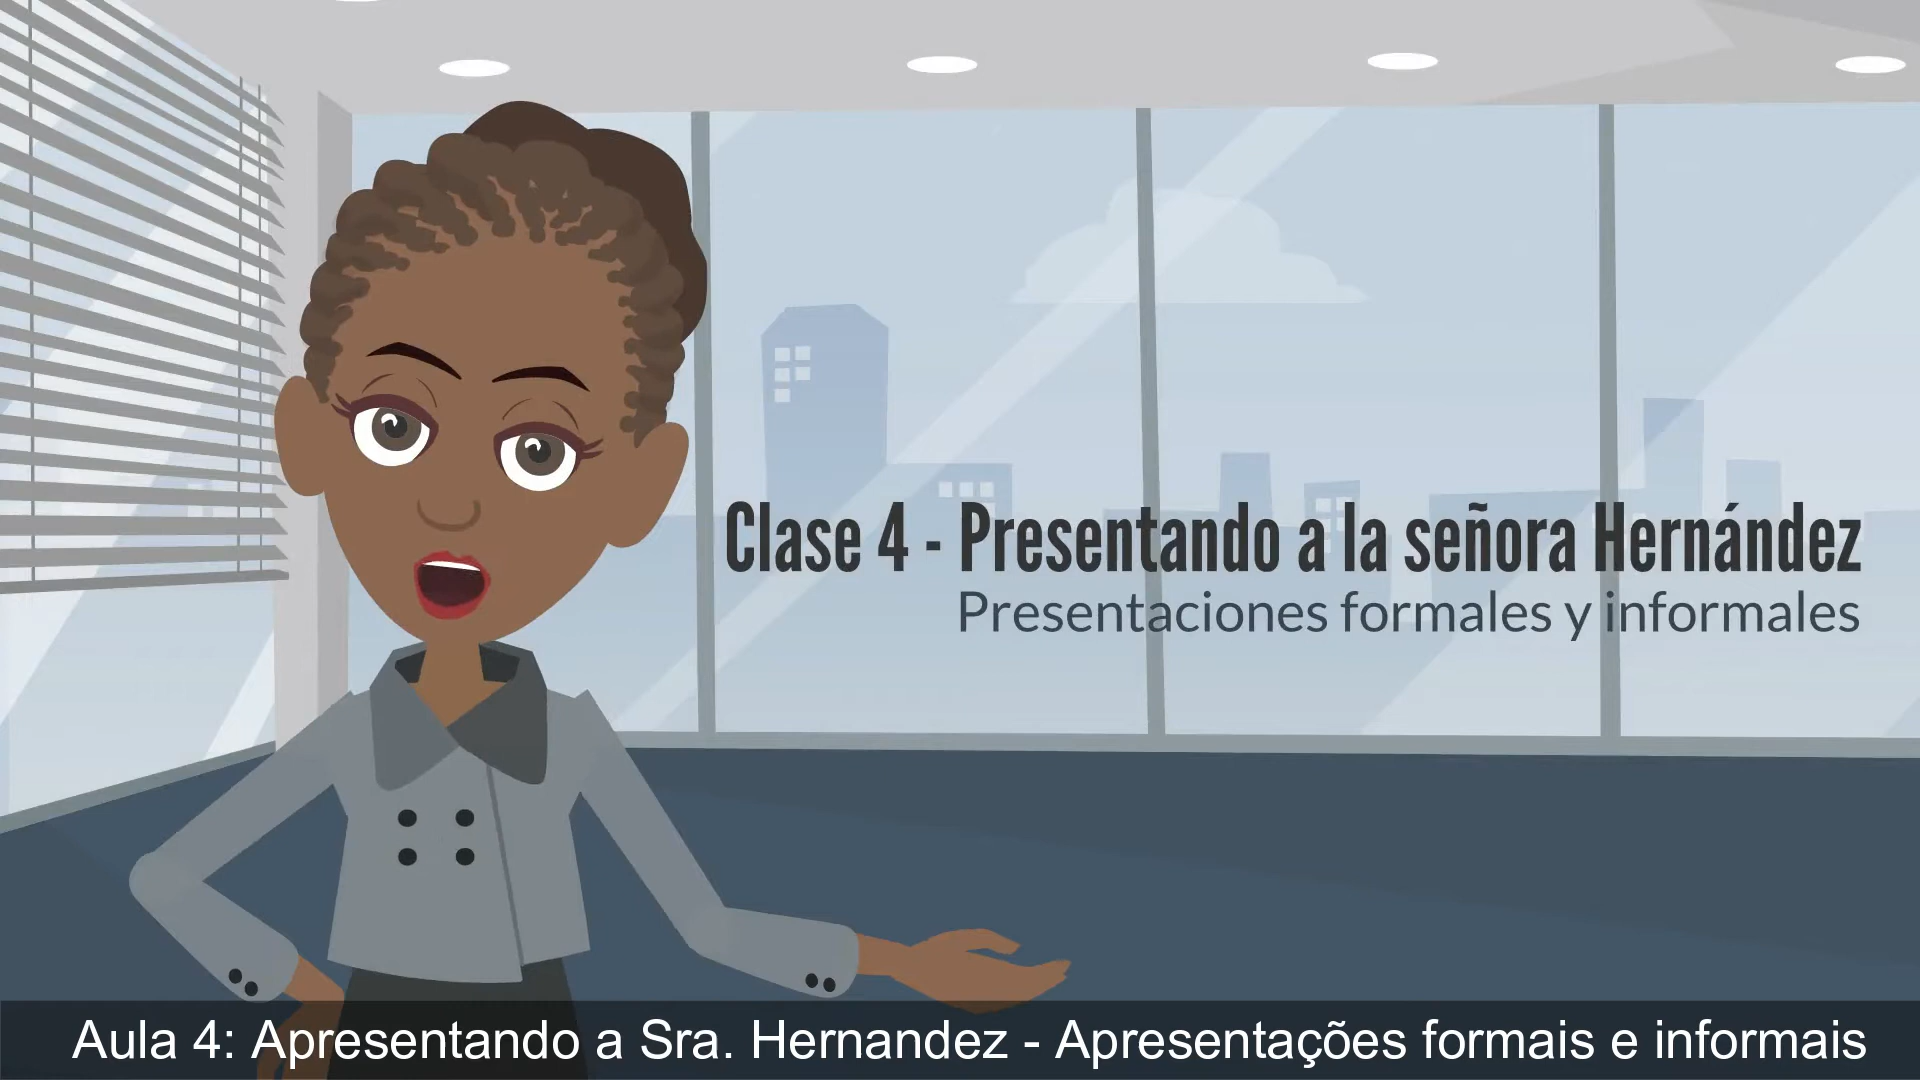 Clase 4 - Presentando a la señora Hernández
Presentaciones formales y informales
Aula 4: Apresentando a Sra. Hernandez - Apresentações formais e informais